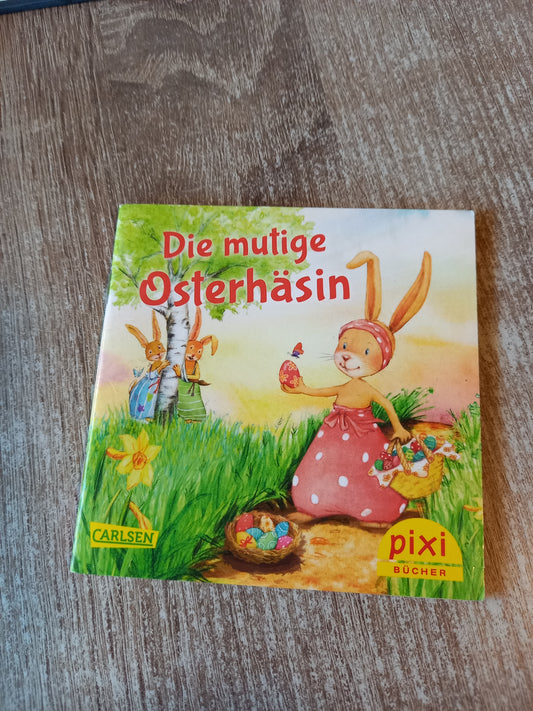 Die mutige
Osterhäsin
CARLSEN
pixi
BÜCHER